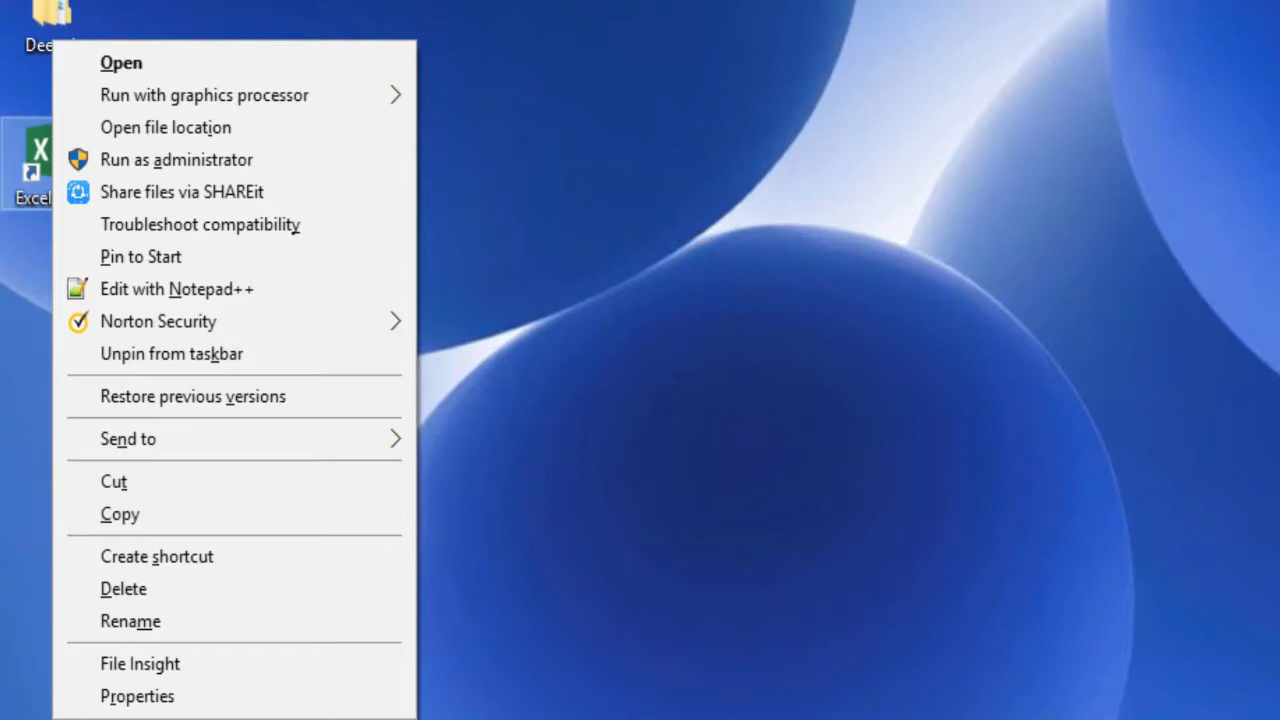 Open
Run with graphics processor
Open file location
Run as administrator
Share files via SHAREit
Troubleshoot compatibility
Pin to Start
Edit with Notepad++
Norton Security
Unpin from taskbar
Restore previous versions
Send to
Cut
Copy
Create shortcut
Delete
Rename
File Insight
Properties
Excel